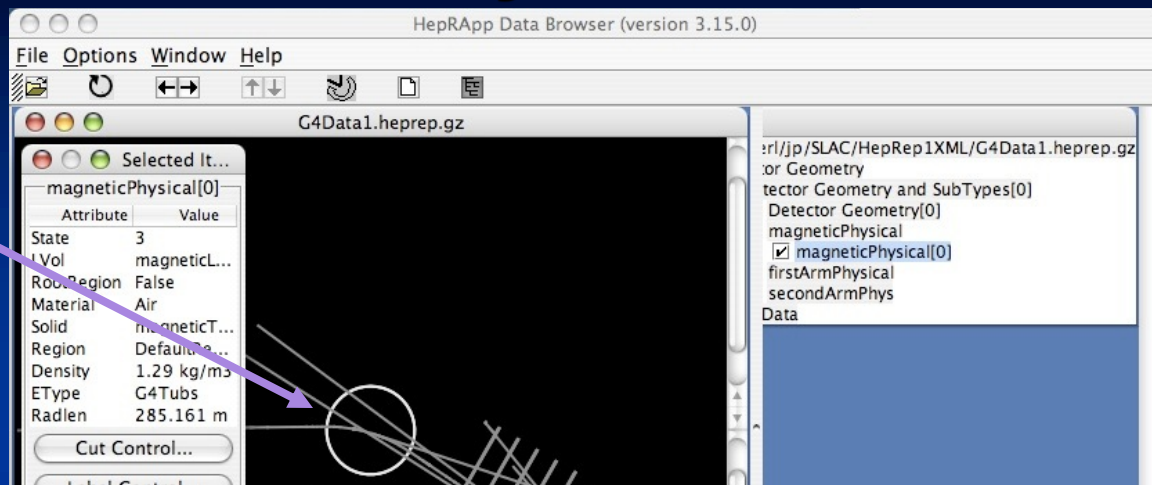 HepRApp Data Browser (version 3.15.0)
File Options Window Help
G4Data1.heprep.gz
Selected It...
magneticPhysical[0]
Attribute Value
State 3
LVol magneticL...
RootRegion False
Material Air
Solid magneticT...
Region DefaultRe...
Density 1.29 kg/m3
EType G4Tubs
Radlen 285.161 m
Cut Control...
Label Control...
erl/jp/SLAC/HepRep1XML/G4Data1.heprep.gz
tor Geometry
tector Geometry and SubTypes[0]
Detector Geometry[0]
magneticPhysical
magneticPhysical[0]
firstArmPhysical
secondArmPhys
Data